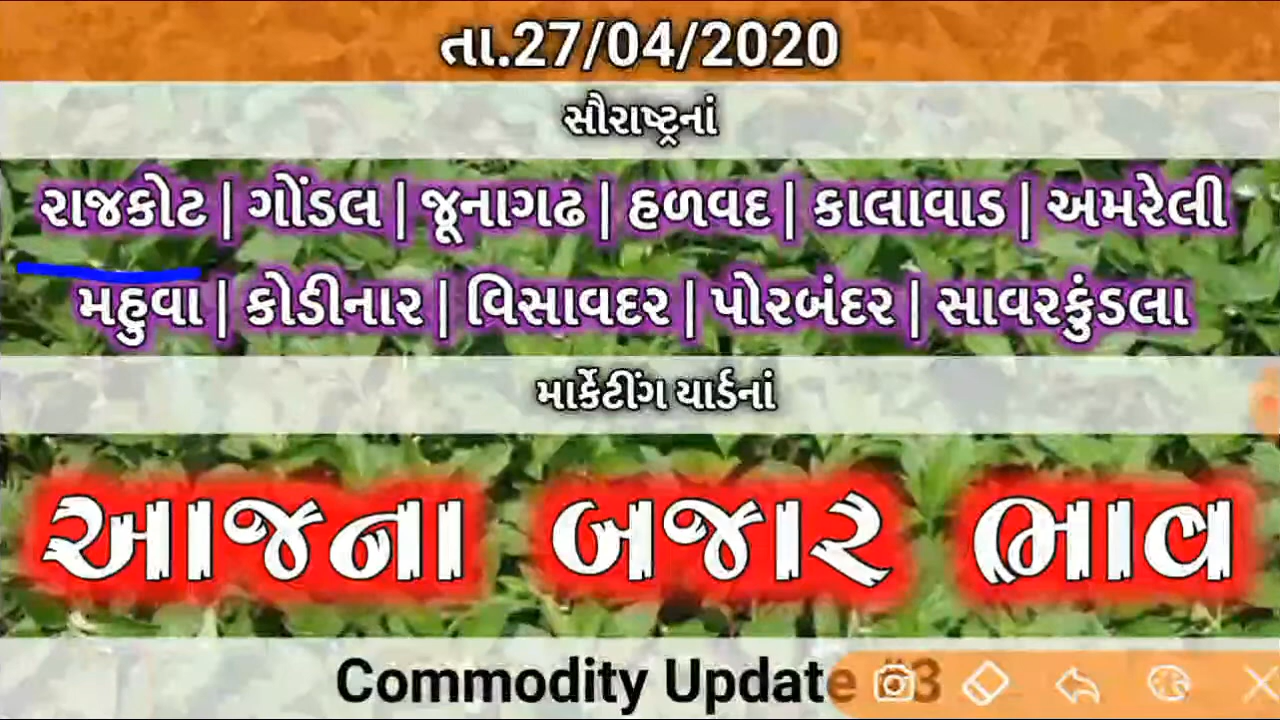 તા.27/04/2020
સૌરાષ્ટ્રનાં
રાજકોટ | ગોંડલ | જૂનાગઢ | હળવદ | કાલાવાડ | અમરેલી
મહુવા | કોડીનાર | વિસાવદર | પોરબંદર | સાવરકુંડલા
માર્કેટીંગ યાર્ડનાં
આજના બજાર ભાવ
Commodity Update #3